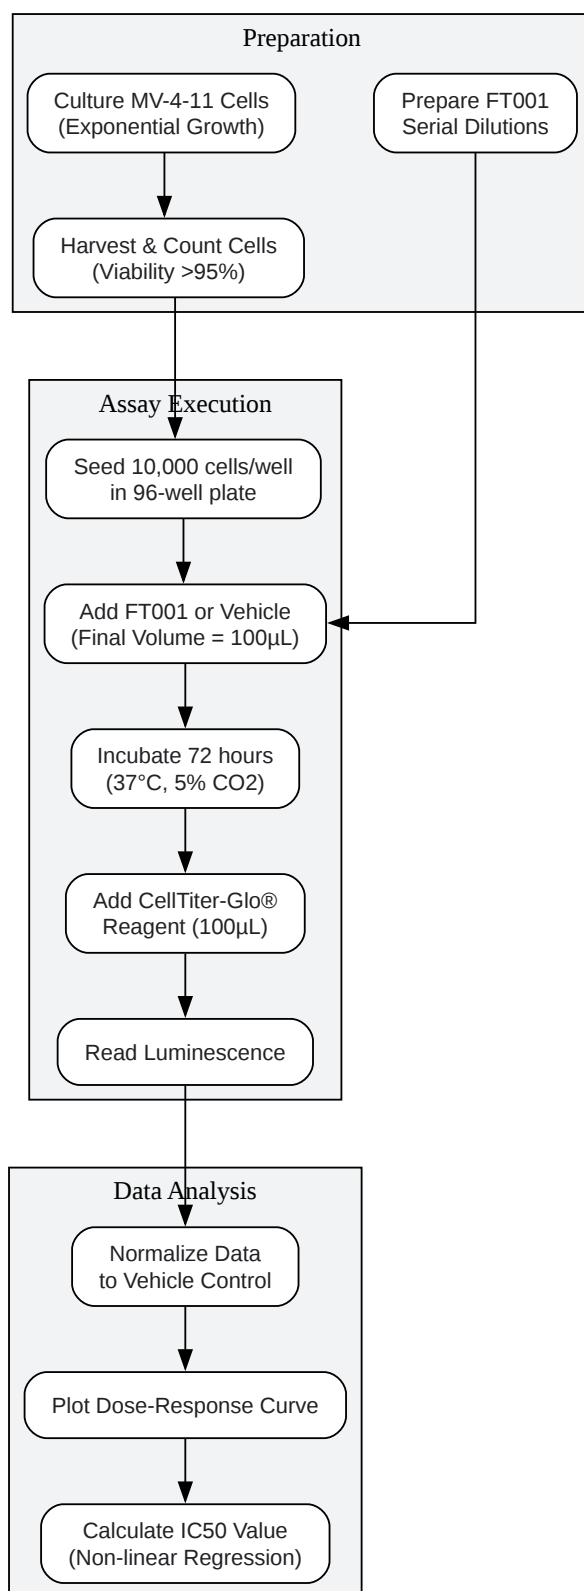 Preparation
Culture MV-4-11 Cells
(Exponential Growth)
Prepare FT001
Serial Dilutions
Harvest & Count Cells
(Viability >95%)
Assay Execution
Seed 10,000 cells/well
in 96-well plate
Add FT001 or Vehicle
(Final Volume = 100µL)
Incubate 72 hours
(37°C, 5% CO2)
Add CellTiter-Glo®
Reagent (100µL)
Read Luminescence
Data Analysis
Normalize Data
to Vehicle Control
Plot Dose-Response Curve
Calculate IC50 Value
(Non-linear Regression)